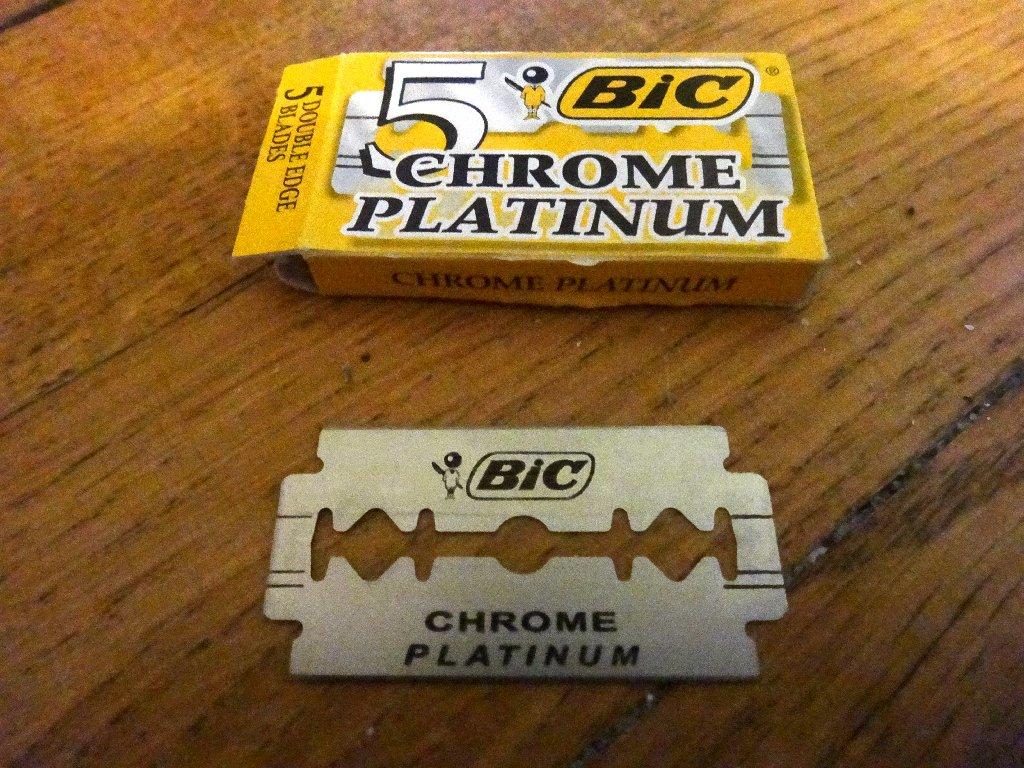 5 BiC®
CHROME
PLATINUM
5 DOUBLE EDGE
BLADES
CHROME PLATINUM
BiC
CHROME
PLATINUM